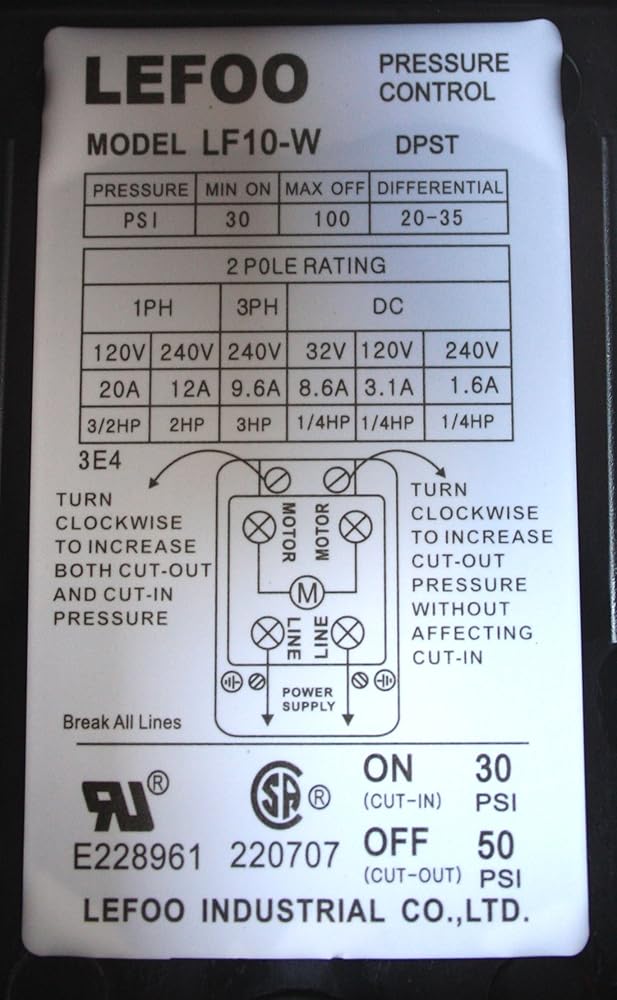 LEFOO
PRESSURE
CONTROL
MODEL LF10-W DPST
PRESSURE MIN ON MAX OFF DIFFERENTIAL
PSI 30 100 20-35
2 POLE RATING
1PH 3PH DC
120V 240V 240V 32V 120V 240V
20A 12A 9.6A 8.6A 3.1A 1.6A
3/2HP 2HP 3HP 1/4HP 1/4HP 1/4HP
3E4
TURN
CLOCKWISE
TO INCREASE
BOTH CUT-OUT
AND CUT-IN
PRESSURE
MOTOR MOTOR
M
LINE LINE
POWER
SUPPLY
TURN
CLOCKWISE
TO INCREASE
CUT-OUT
PRESSURE
WITHOUT
AFFECTING
CUT-IN
Break All Lines
RU® SA®
E228961 220707
ON 30
(CUT-IN) PSI
OFF 50
(CUT-OUT) PSI
LEFOO INDUSTRIAL CO.,LTD.